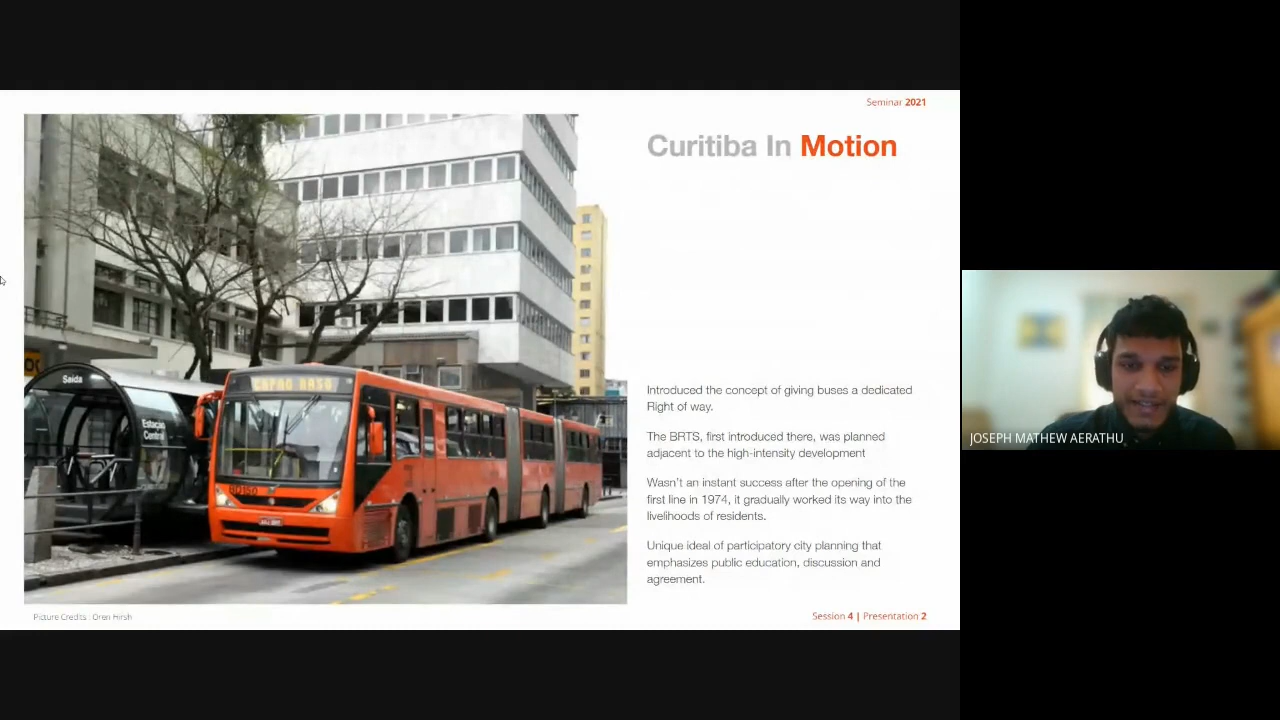 Seminar 2021
Curitiba In Motion
Saida
Estação
Central
CAPAO RASO
BD150
Introduced the concept of giving buses a dedicated
Right of way.
The BRTS, first introduced there, was planned
adjacent to the high-intensity development
Wasn't an instant success after the opening of the
first line in 1974, it gradually worked its way into the
livelihoods of residents.
Unique ideal of participatory city planning that
emphasizes public education, discussion and
agreement.
Picture Credits : Oren Hirsh
Session 4 | Presentation 2
JOSEPH MATHEW AERATHU